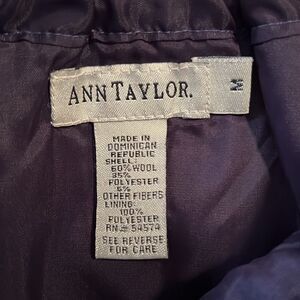 ANN TAYLOR.
M
MADE IN
DOMINICAN
REPUBLIC
SHELL:
60% WOOL
35%
POLYESTER
5%
OTHER FIBERS
LINING:
100%
POLYESTER
RN# 54574
SEE REVERSE
FOR CARE